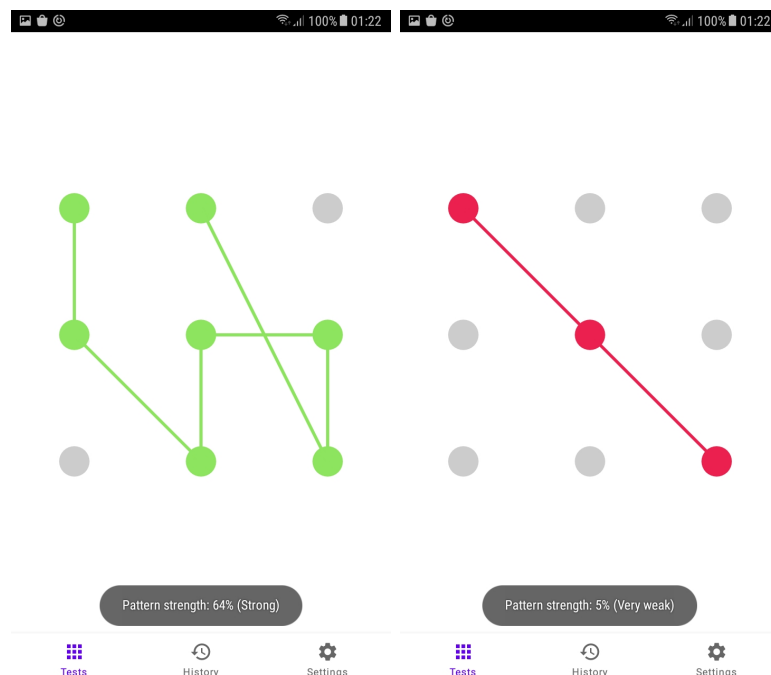 100% 01:22
Pattern strength: 64% (Strong)
Tests History Settings
100% 01:22
Pattern strength: 5% (Very weak)
Tests History Settings